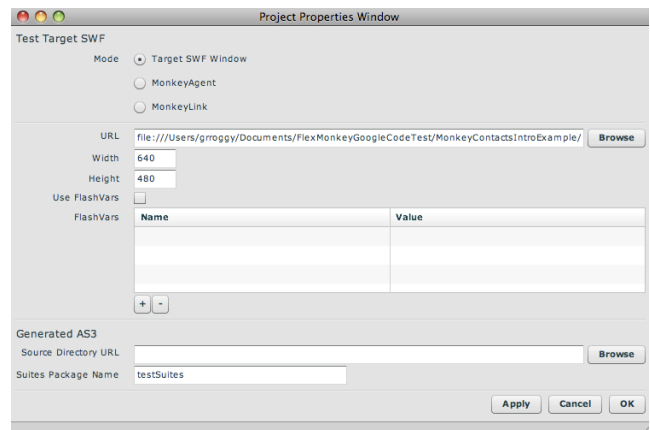 Project Properties Window
Test Target SWF
Mode Target SWF Window
MonkeyAgent
MonkeyLink
URL file:///Users/grroggy/Documents/FlexMonkeyGoogleCodeTest/MonkeyContactsIntroExample/ Browse
Width 640
Height 480
Use FlashVars
FlashVars Name Value
+ -
Generated AS3
Source Directory URL Browse
Suites Package Name testSuites
Apply Cancel OK